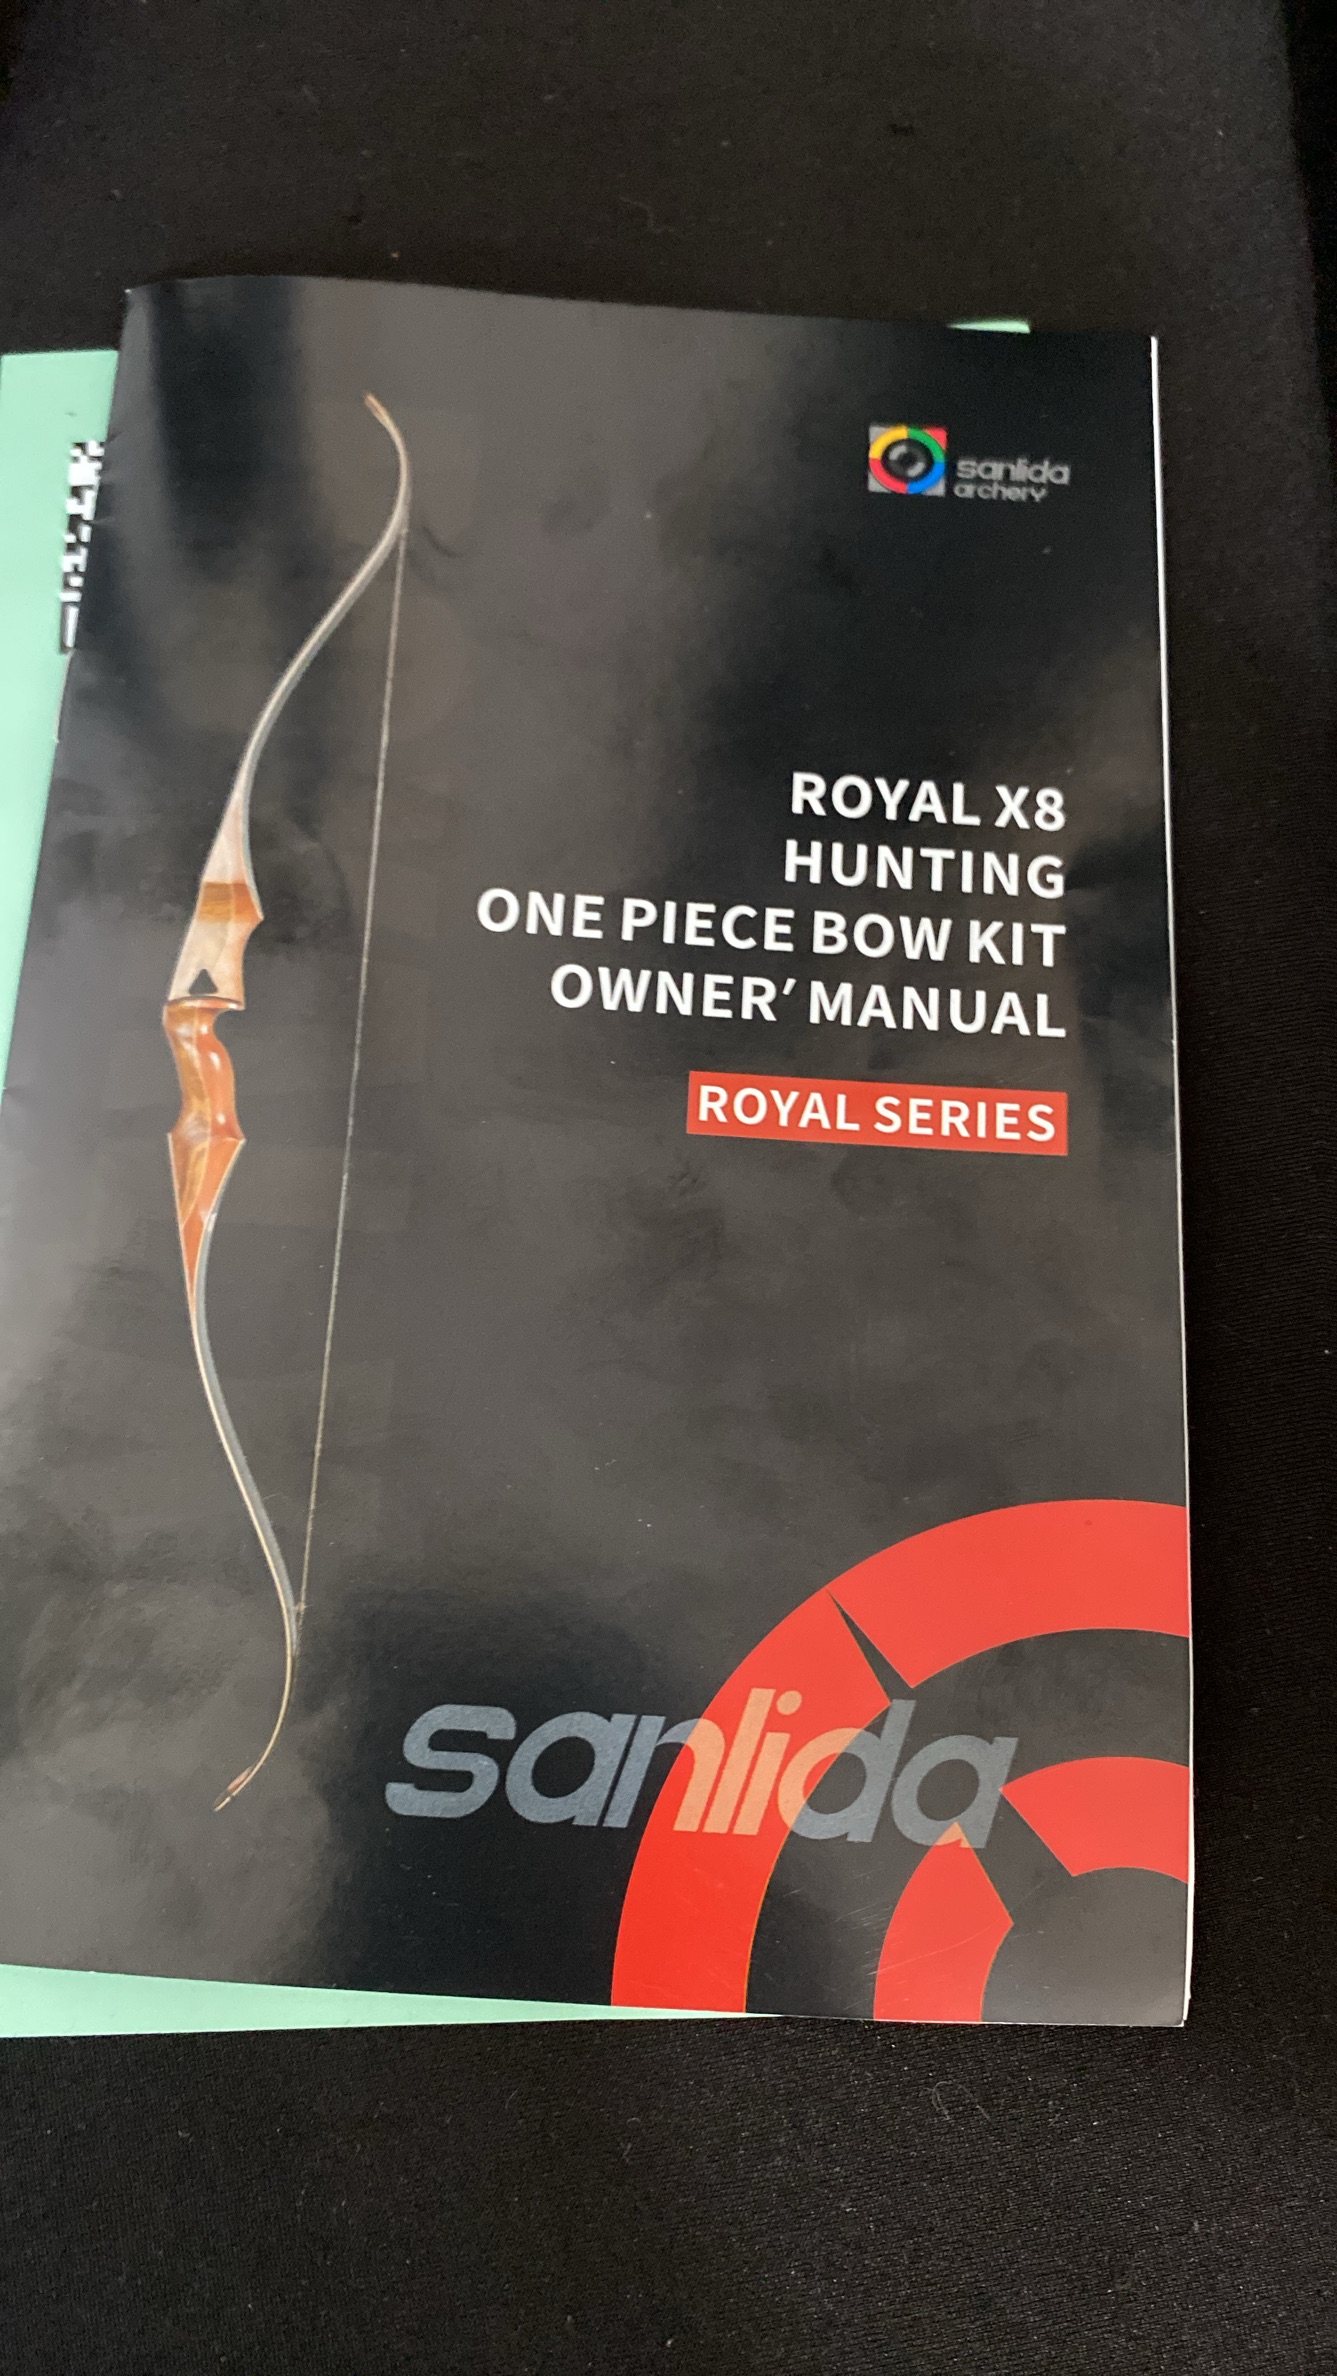 sanlida
archery
ROYAL X8
HUNTING
ONE PIECE BOW KIT
OWNER' MANUAL
ROYAL SERIES
sanlida